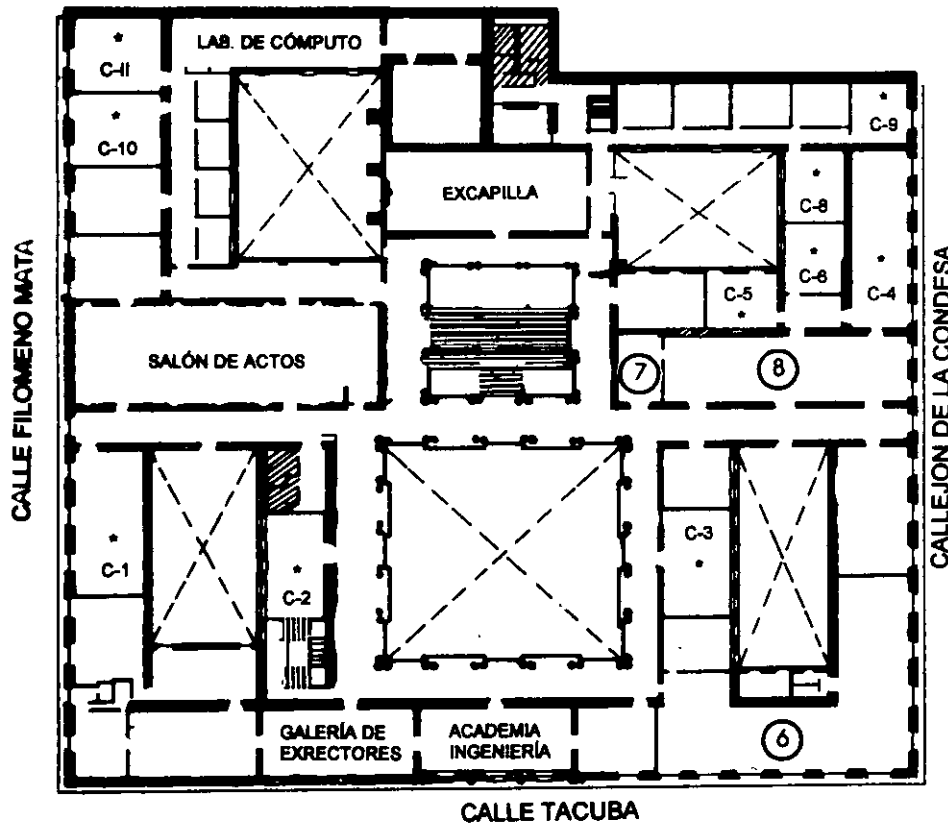 LAB. DE CÓMPUTO
*
C-11
*
C-10
*
C-9
EXCAPILLA
*
C-8
*
C-6
*
C-4
C-5
*
SALÓN DE ACTOS
7
8
CALLE FILOMENO MATA
CALLEJON DE LA CONDESA
*
C-1
*
C-2
C-3
*
GALERÍA DE
EXRECTORES
ACADEMIA
INGENIERÍA
6
CALLE TACUBA